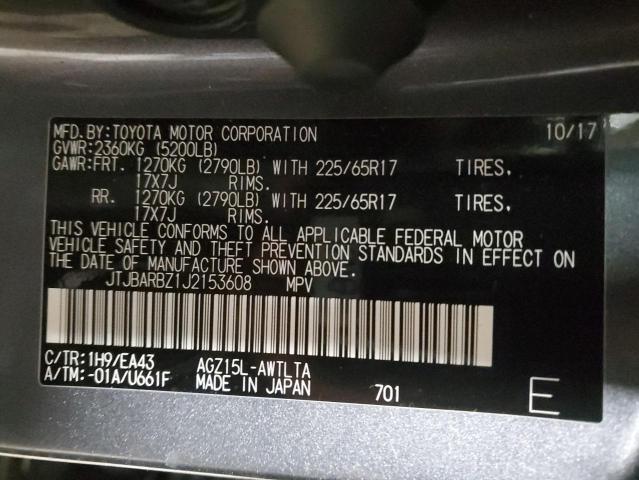 MFD.BY:TOYOTA MOTOR CORPORATION 10/17
GVWR:2360KG (5200LB)
GAWR:FRT. 1270KG (2790LB) WITH 225/65R17 TIRES,
17X7J RIMS.
RR. 1270KG (2790LB) WITH 225/65R17 TIRES,
17X7J RIMS.
THIS VEHICLE CONFORMS TO ALL APPLICABLE FEDERAL MOTOR
VEHICLE SAFETY AND THEFT PREVENTION STANDARDS IN EFFECT ON
THE DATE OF MANUFACTURE SHOWN ABOVE.
JTJBARBZ1J2153608 MPV
C/TR:1H9/EA43 AGZ15L-AWTLTA
A/TM:-01A/U661F MADE IN JAPAN 701 E